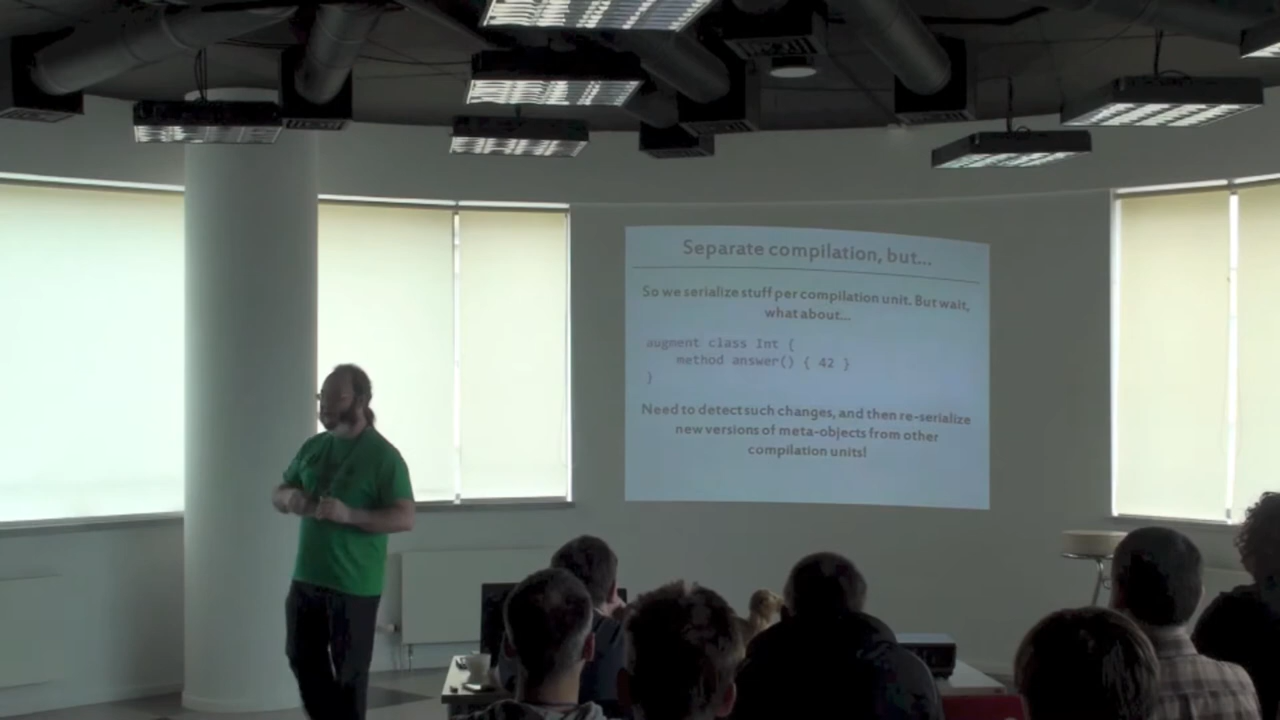 Separate compilation, but...
So we serialize stuff per compilation unit. But wait,
what about...
augment class Int {
    method answer() { 42 }
}
Need to detect such changes, and then re-serialize
new versions of meta-objects from other
compilation units!